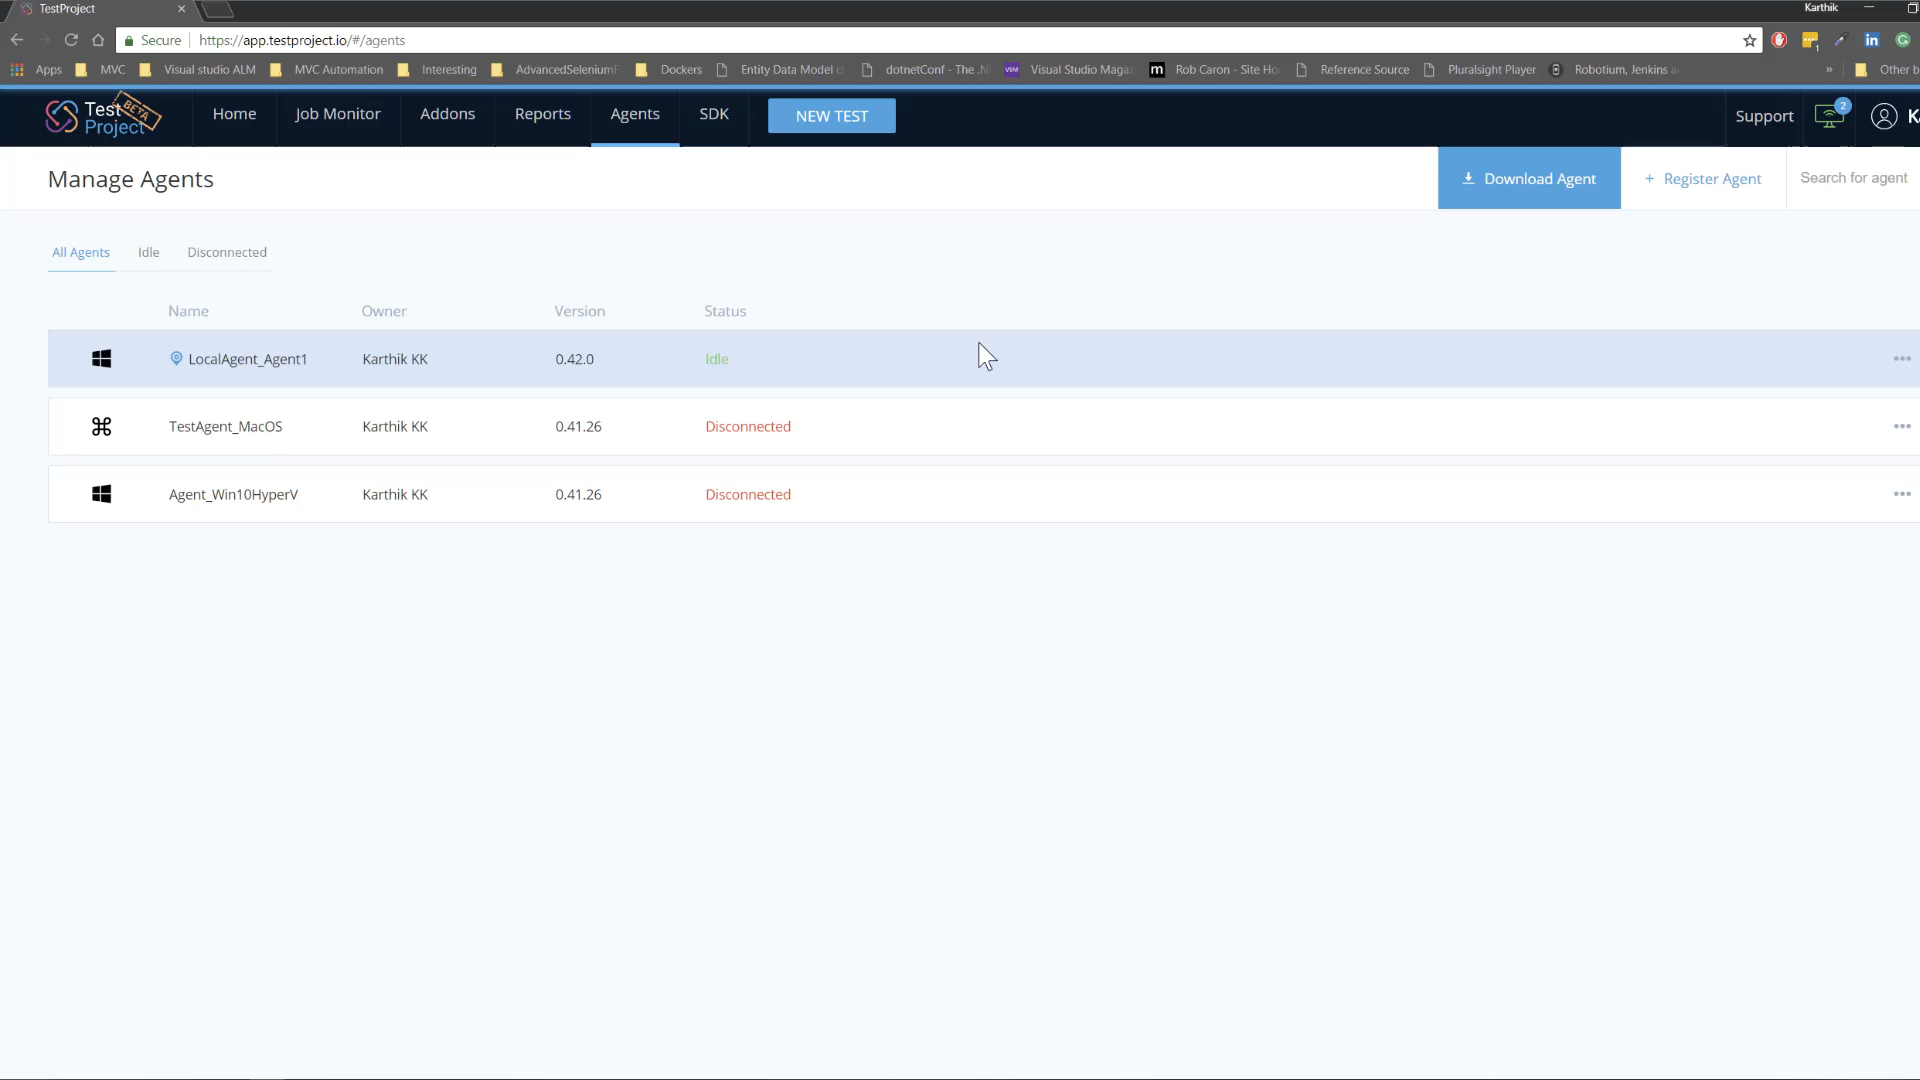 TestProject
Karthik
Secure https://app.testproject.io/#/agents
Apps MVC Visual studio ALM MVC Automation Interesting AdvancedSelenium Dockers Entity Data Model dotnetConf - The .N Visual Studio Maga Rob Caron - Site Ho Reference Source Pluralsight Player Robotium, Jenkins a » Other b
Test Project BETA
Home Job Monitor Addons Reports Agents SDK NEW TEST Support 2 Ka
Manage Agents Download Agent + Register Agent Search for agent
All Agents Idle Disconnected
Name Owner Version Status
LocalAgent_Agent1 Karthik KK 0.42.0 Idle
TestAgent_MacOS Karthik KK 0.41.26 Disconnected
Agent_Win10HyperV Karthik KK 0.41.26 Disconnected